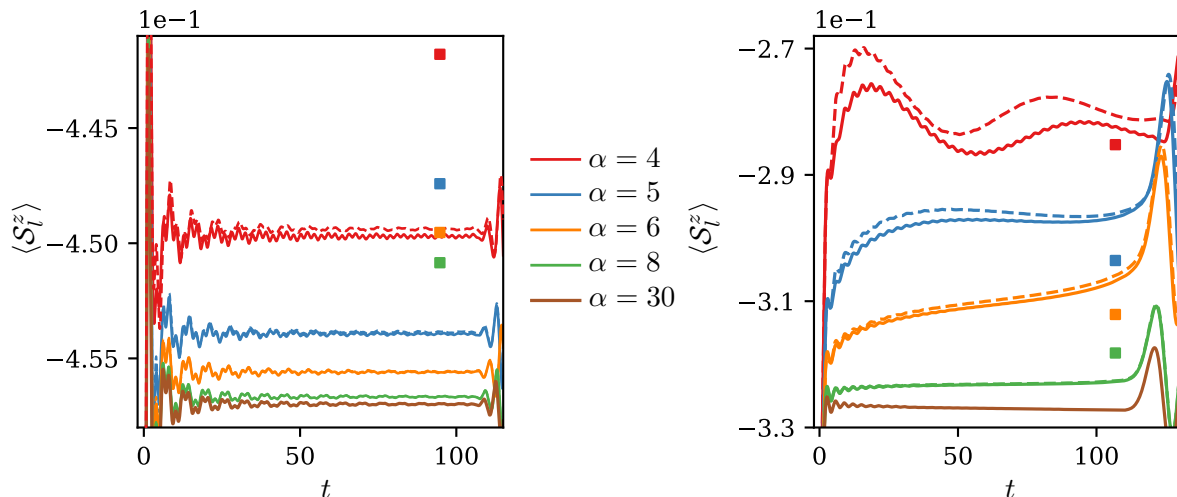 1e−1
−4.45
−4.50
−4.55
⟨𝒮_l^z⟩
0
50
100
t
α = 4
α = 5
α = 6
α = 8
α = 30
1e−1
−2.7
−2.9
−3.1
−3.3
⟨𝒮_l^z⟩
0
50
100
t